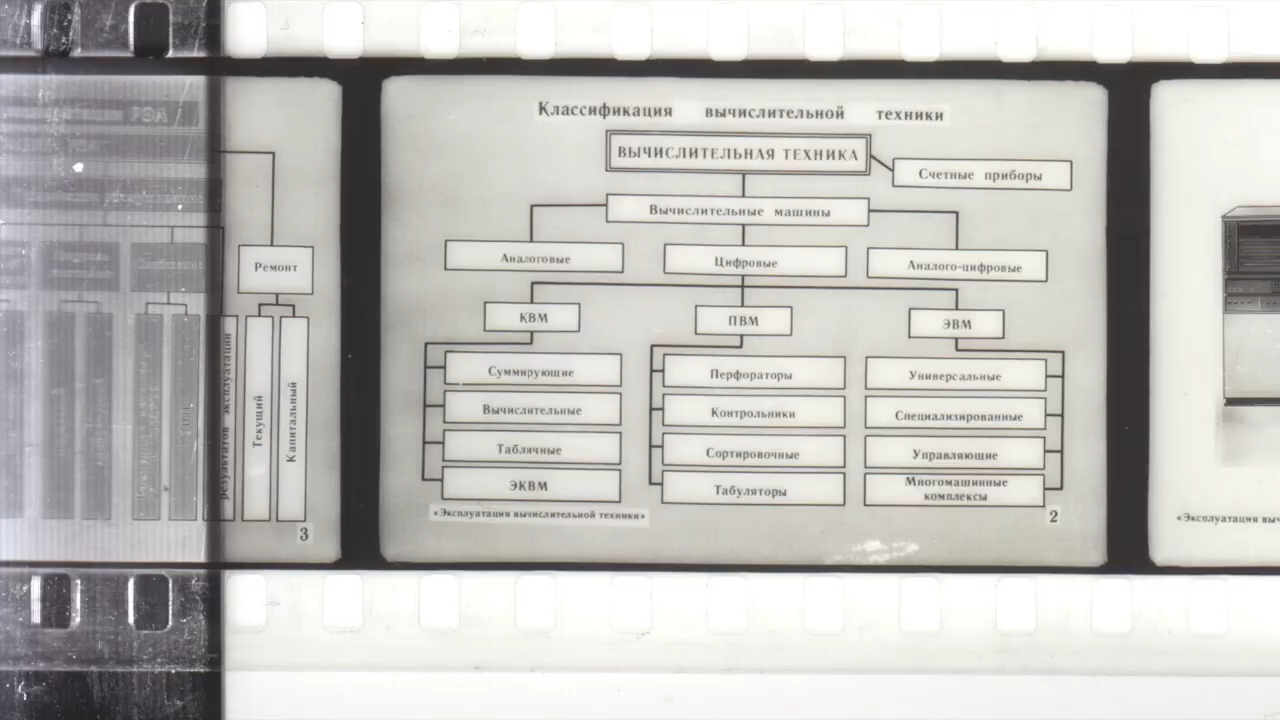 РЭА
Ремонт
результатов эксплуатации
Текущий
Капитальный
3
Классификация вычислительной техники
ВЫЧИСЛИТЕЛЬНАЯ ТЕХНИКА
Счетные приборы
Вычислительные машины
Аналоговые
Цифровые
Аналого-цифровые
КВМ
ПВМ
ЭВМ
Суммирующие
Перфораторы
Универсальные
Вычислительные
Контрольники
Специализированные
Табличные
Сортировочные
Управляющие
ЭКВМ
Табуляторы
Многомашинные
комплексы
«Эксплуатация вычислительной техники»
2
«Эксплуатация